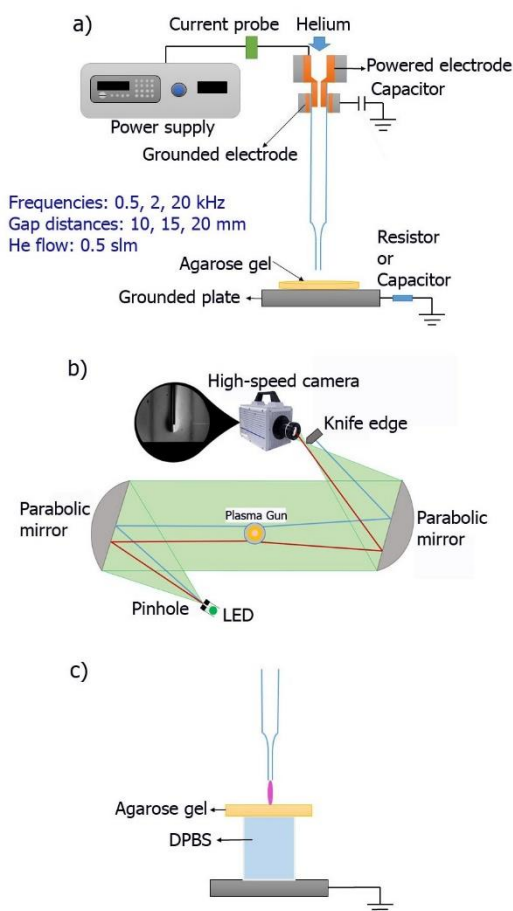 a)
Current probe
Helium
Powered electrode
Capacitor
Power supply
Grounded electrode
Frequencies: 0.5, 2, 20 kHz
Gap distances: 10, 15, 20 mm
He flow: 0.5 slm
Agarose gel
Grounded plate
Resistor
or
Capacitor
b)
High-speed camera
Knife edge
Parabolic
mirror
Plasma Gun
Parabolic
mirror
Pinhole
LED
c)
Agarose gel
DPBS